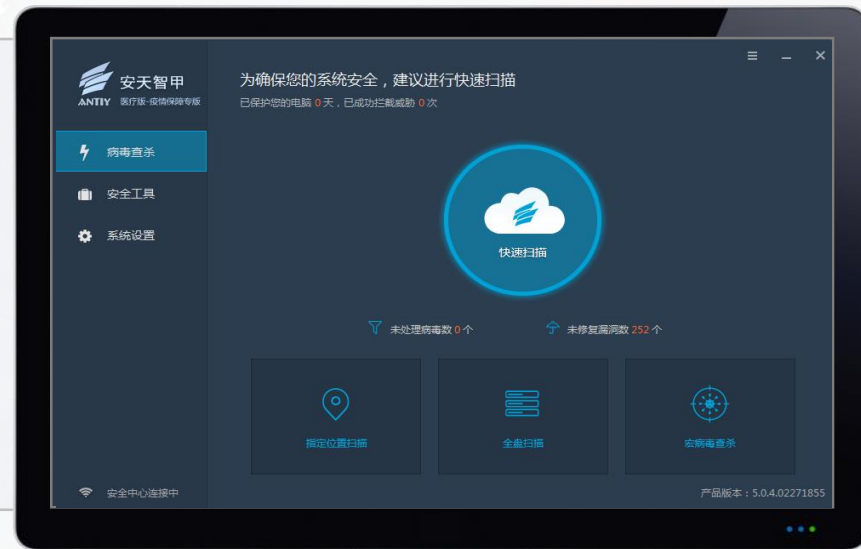 安天智甲
ANTIY 医疗版-疫情保障专版
为确保您的系统安全，建议进行快速扫描
已保护您的电脑 0 天，已成功拦截威胁 0 次
病毒查杀
安全工具
系统设置
快速扫描
未处理病毒数 0 个
未修复漏洞数 252 个
指定位置扫描
全盘扫描
宏病毒查杀
安全中心连接中
产品版本：5.0.4.02271855